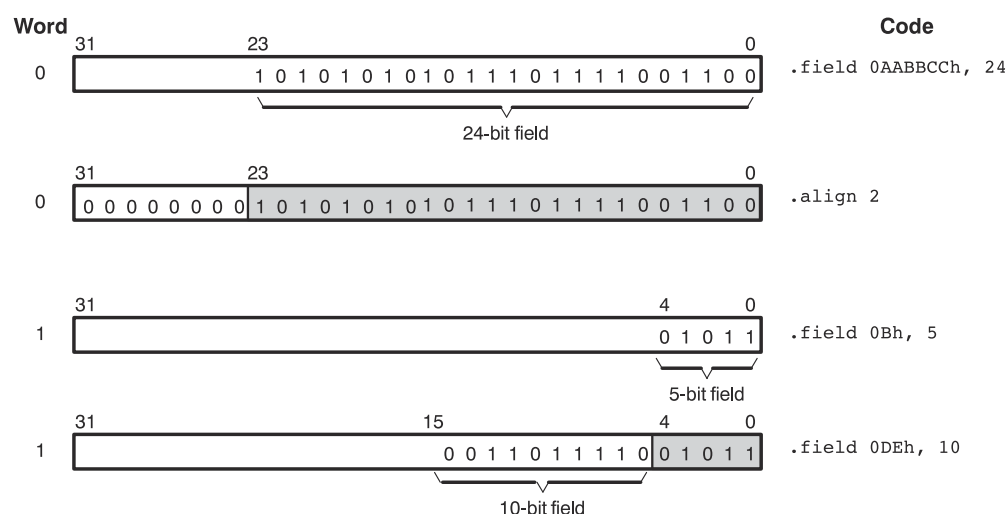 Word Code
31 23 0
0 1 0 1 0 1 0 1 0 1 0 1 1 1 0 1 1 1 1 0 0 1 1 0 0 .field 0AABBCCh, 24
24-bit field
31 23 0
0 0 0 0 0 0 0 0 0 1 0 1 0 1 0 1 0 1 0 1 1 1 0 1 1 1 1 0 0 1 1 0 0 .align 2
31 4 0
1 0 1 0 1 1 .field 0Bh, 5
5-bit field
31 15 4 0
1 0 0 1 1 0 1 1 1 1 0 0 1 0 1 1 .field 0DEh, 10
10-bit field